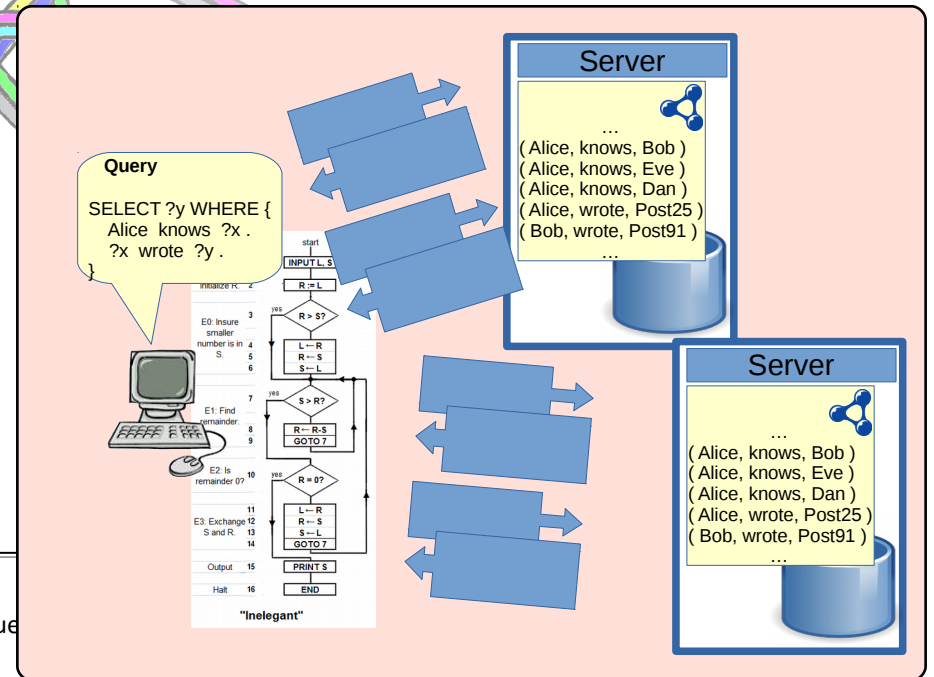 Server
…
( Alice, knows, Bob )
( Alice, knows, Eve )
( Alice, knows, Dan )
( Alice, wrote, Post25 )
( Bob, wrote, Post91 )
…
Query
SELECT ?y WHERE {
Alice knows ?x .
?x wrote ?y .
}
start
INPUT L, S
Initialize R. 2 R := L
3 yes R > S?
E0: Insure
smaller
number is in
S.
4 L ← R
5 R ← S
6 S ← L
7 yes S > R?
E1: Find
remainder.
8 R ← R-S
9 GOTO 7
E2: Is
remainder 0?
10 yes R = 0?
11 L ← R
E3: Exchange 12 R ← S
S and R. 13 S ← L
14 GOTO 7
Output 15 PRINT S
Halt 16 END
"Inelegant"
Server
…
( Alice, knows, Bob )
( Alice, knows, Eve )
( Alice, knows, Dan )
( Alice, wrote, Post25 )
( Bob, wrote, Post91 )
…